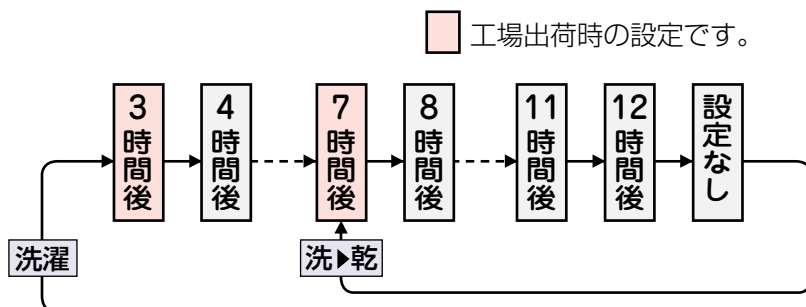 工場出荷時の設定です。
3時間後
4時間後
7時間後
8時間後
11時間後
12時間後
設定なし
洗濯
洗▶乾